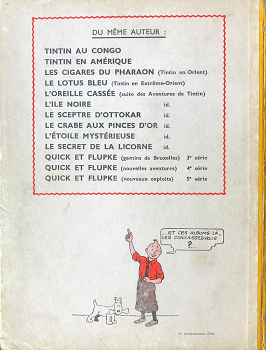 DU MÊME AUTEUR :
TINTIN AU CONGO
TINTIN EN AMÉRIQUE
LES CIGARES DU PHARAON (Tintin en Orient)
LE LOTUS BLEU (Tintin en Extrême-Orient)
L'OREILLE CASSÉE (suite des Aventures de Tintin)
L'ILE NOIRE id.
LE SCEPTRE D'OTTOKAR id.
LE CRABE AUX PINCES D'OR id.
L'ÉTOILE MYSTÉRIEUSE id.
LE SECRET DE LA LICORNE id.
QUICK ET FLUPKE (gamins de Bruxelles) 3e série
QUICK ET FLUPKE (nouvelles aventures) 4e série
QUICK ET FLUPKE (nouveaux exploits) 5e série
...ET CES ALBUMS-LÀ,
LES CONNAISSEZ-VOUS
?...